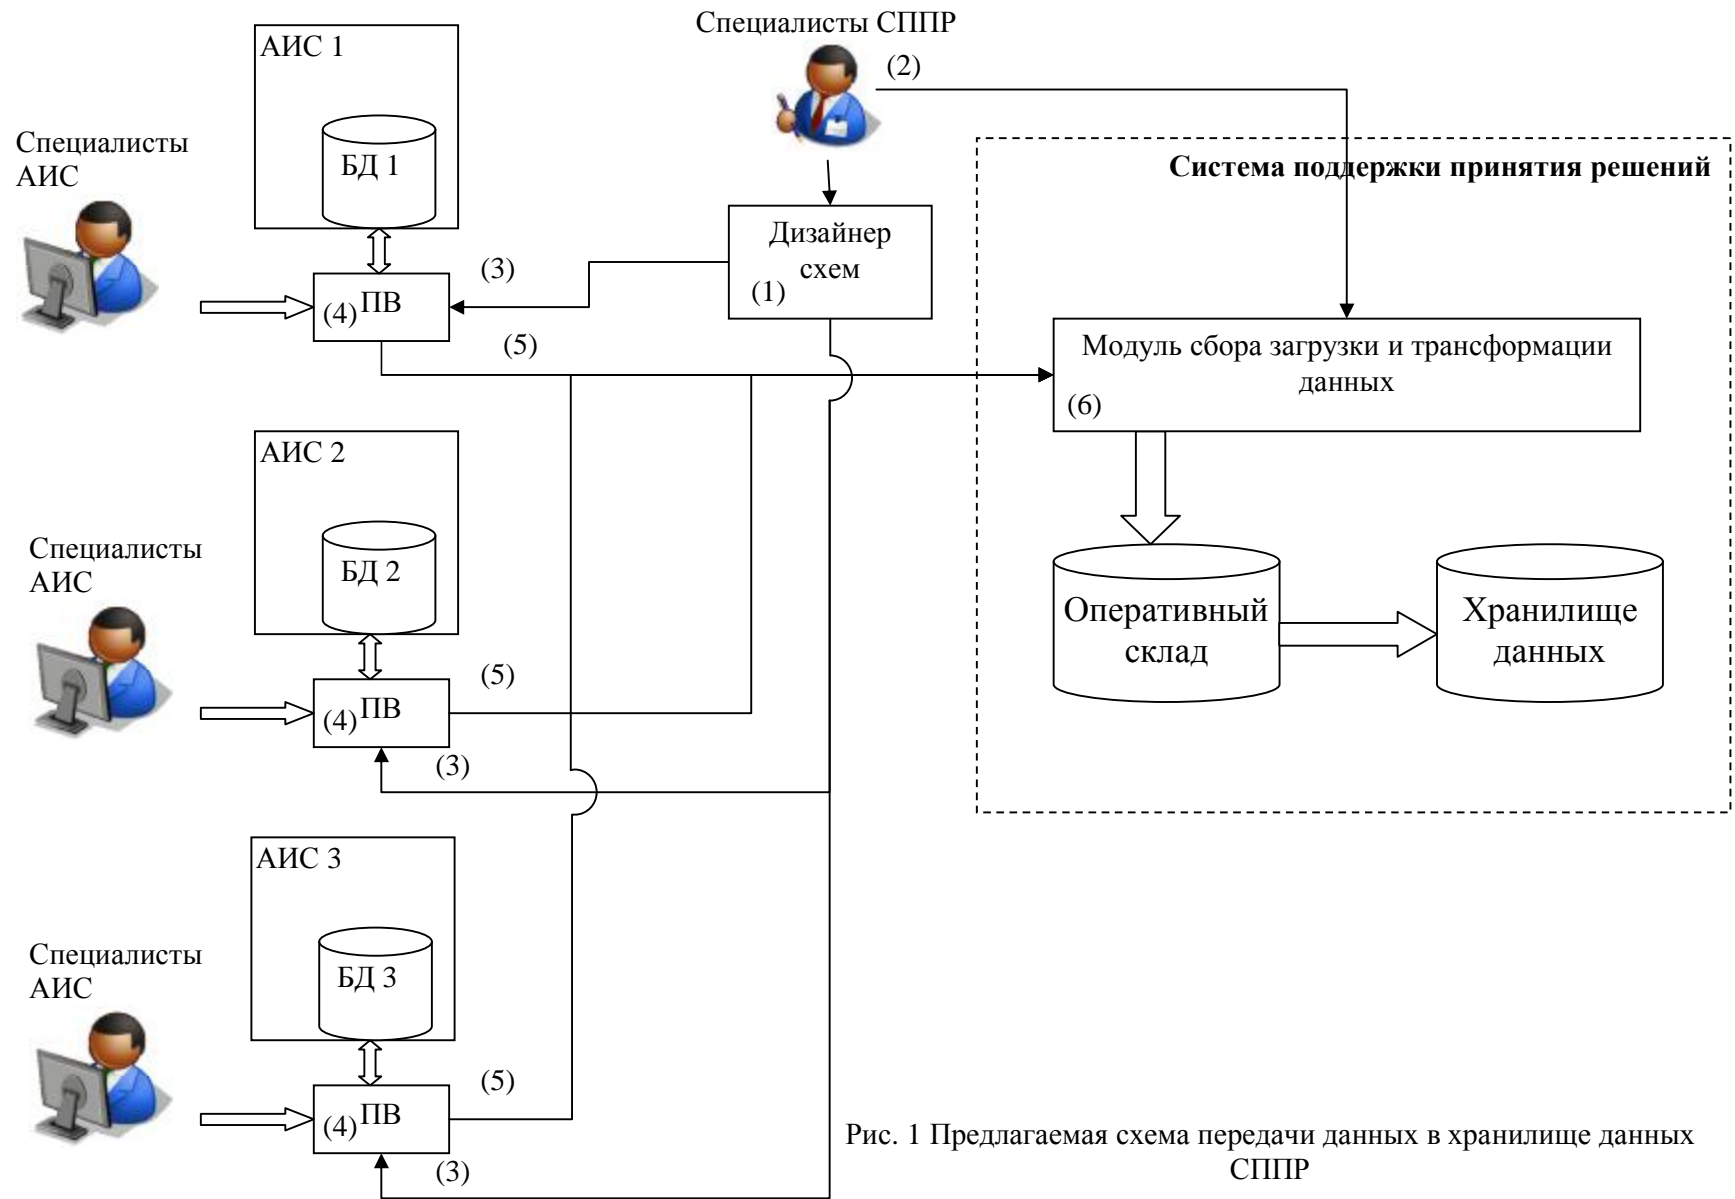 Специалисты СППР
(2)
АИС 1
БД 1
Специалисты
АИС
(4) ПВ
(3)
(5)
Дизайнер
схем
(1)
Система поддержки принятия решений
Модуль сбора загрузки и трансформации
данных
(6)
Оперативный
склад
Хранилище
данных
АИС 2
БД 2
Специалисты
АИС
(4) ПВ
(5)
(3)
АИС 3
БД 3
Специалисты
АИС
(4) ПВ
(5)
(3)
Рис. 1 Предлагаемая схема передачи данных в хранилище данных
СППР